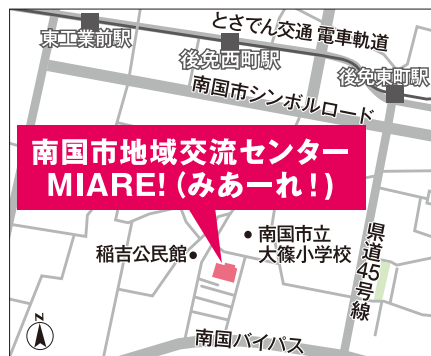 とさでん交通 電車軌道
東工業前駅
後免西町駅
後免東町駅
南国市シンボルロード
南国市地域交流センター
MIARE!(みあーれ!)
南国市立
大篠小学校
稲吉公民館
県道45号線
南国バイパス
N